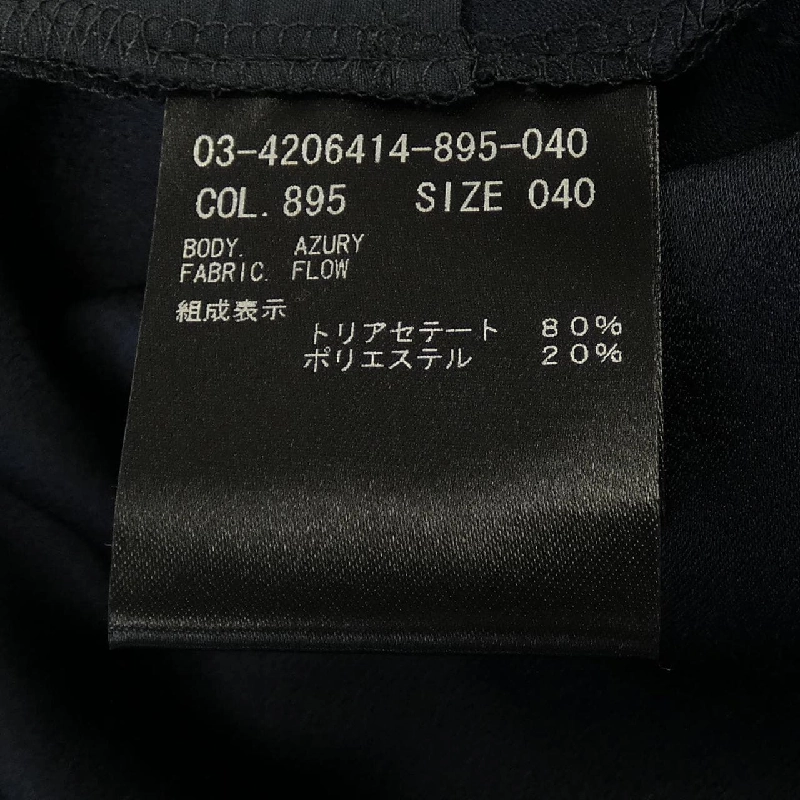 03-4206414-895-040
COL. 895 SIZE 040
BODY. AZURY
FABRIC. FLOW
組成表示
トリアセテート 80%
ポリエステル 20%